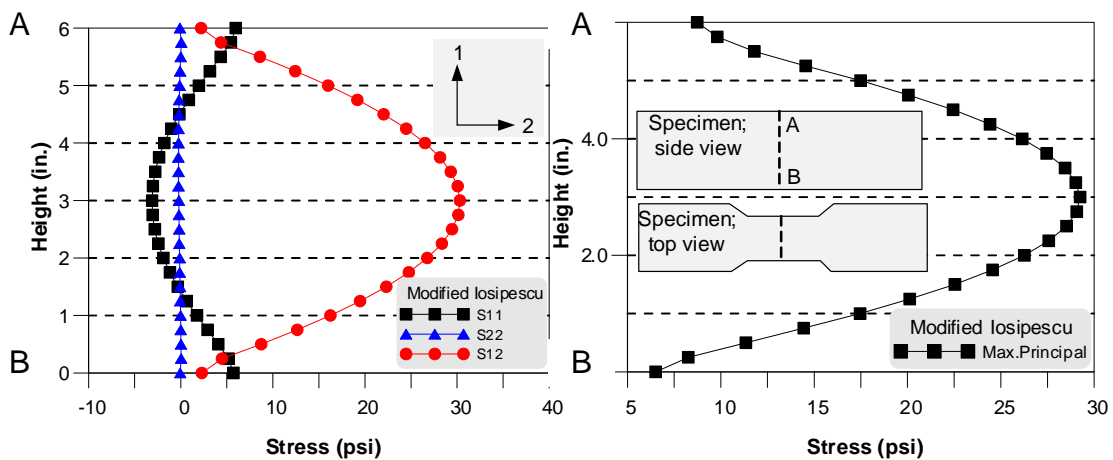 A
6
5
4
3
2
1
0
B
Height (in.)
1
2
Modified Iosipescu
S11
S22
S12
-10
0
10
20
30
40
Stress (psi)
A
4.0
2.0
B
Height (in.)
Specimen;
side view
A
B
Specimen;
top view
Modified Iosipescu
Max.Principal
5
10
15
20
25
30
Stress (psi)